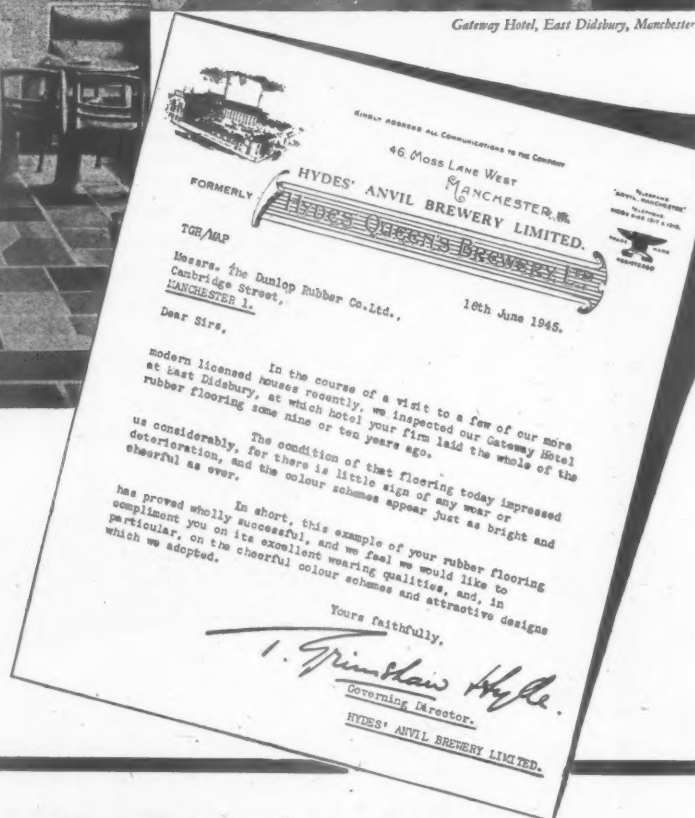 Gateway Hotel, East Didsbury, Manchester
KINDLY ADDRESS ALL COMMUNICATIONS TO THE COMPANY
46, MOSS LANE WEST
MANCHESTER,
TELEGRAMS
"ANVIL, MANCHESTER"
TELEPHONE
TRADE MARK
REGISTERED
HYDES' ANVIL BREWERY LIMITED.
FORMERLY
HYDES' QUEEN'S BREWERY LTD
TGH/MAP
16th June 1945.
Messrs. The Dunlop Rubber Co.Ltd.,
Cambridge Street,
MANCHESTER 1.
Dear Sirs,
In the course of a visit to a few of our more
modern licensed houses recently, we inspected our Gateway Hotel
at East Didsbury, at which hotel your firm laid the whole of the
rubber flooring some nine or ten years ago.
The condition of that flooring today impressed
us considerably, for there is little sign of any wear or
deterioration, and the colour schemes appear just as bright and
cheerful as ever.
In short, this example of your rubber flooring
has proved wholly successful, and we feel we would like to
compliment you on its excellent wearing qualities, and, in
particular, on the cheerful colour schemes and attractive designs
which we adopted.
Yours faithfully,
T. Grimshaw Hyde.
Governing Director.
HYDES' ANVIL BREWERY LIMITED.